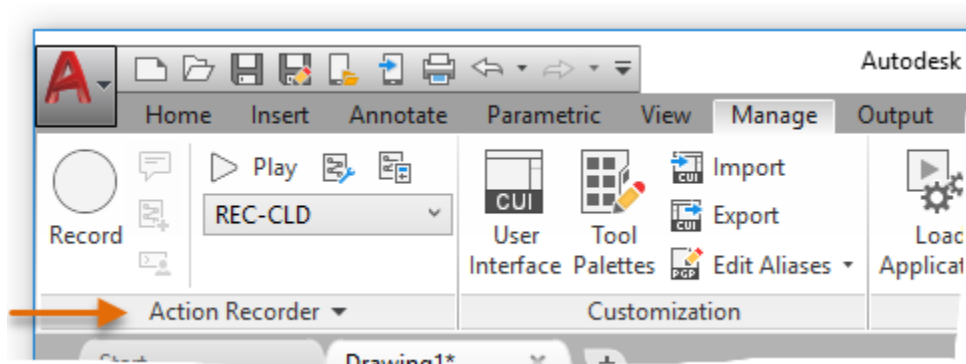 A
Autodesk
Home Insert Annotate Parametric View Manage Output
Play
Import
REC-CLD
CUI
Export
Record
User Interface
Tool Palettes
Edit Aliases
PGP
Action Recorder
Customization
Drawing1*